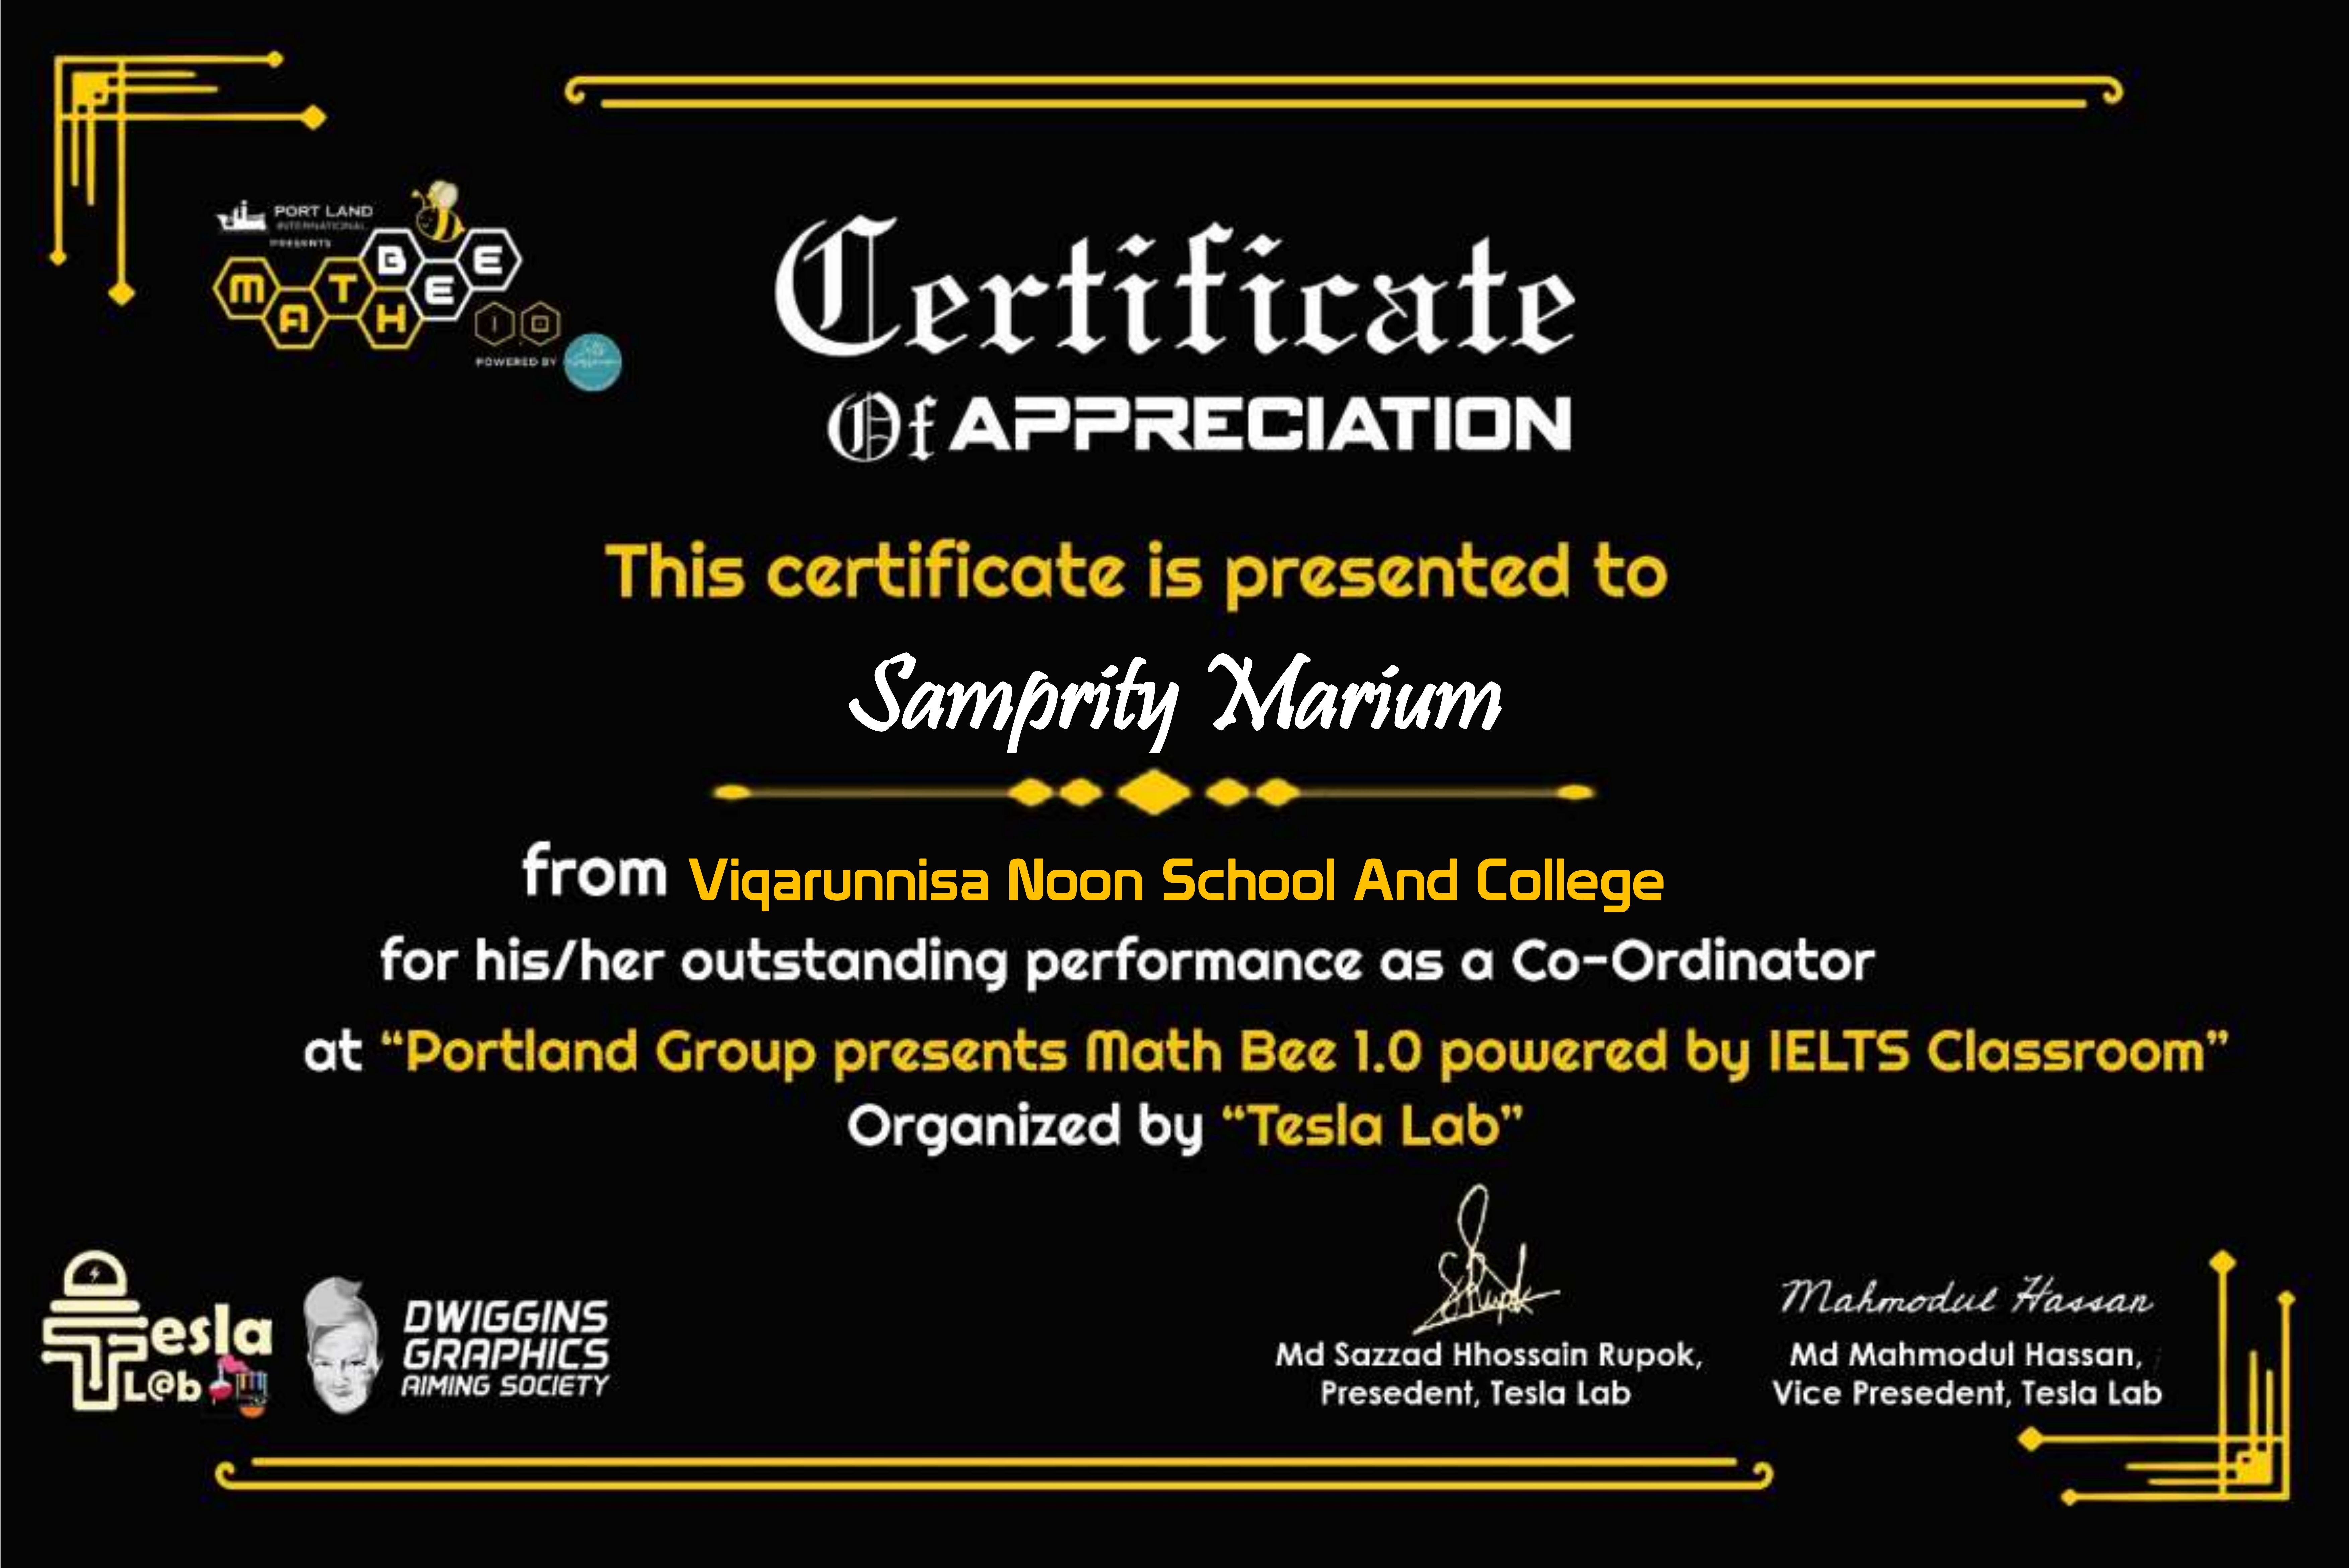 PORT LAND
INTERNATIONAL
PRESENTS
MATH BEE
1.0
POWERED BY
Certificate
Of APPRECIATION
This certificate is presented to
Samprity Marium
from Viqarunnisa Noon School And College
for his/her outstanding performance as a Co-Ordinator
at “Portland Group presents Math Bee 1.0 powered by IELTS Classroom”
Organized by “Tesla Lab”
Tesla
L@b
DWIGGINS
GRAPHICS
AIMING SOCIETY
Mahmodul Hassan
Md Sazzad Hhossain Rupok,
Presedent, Tesla Lab
Md Mahmodul Hassan,
Vice Presedent, Tesla Lab